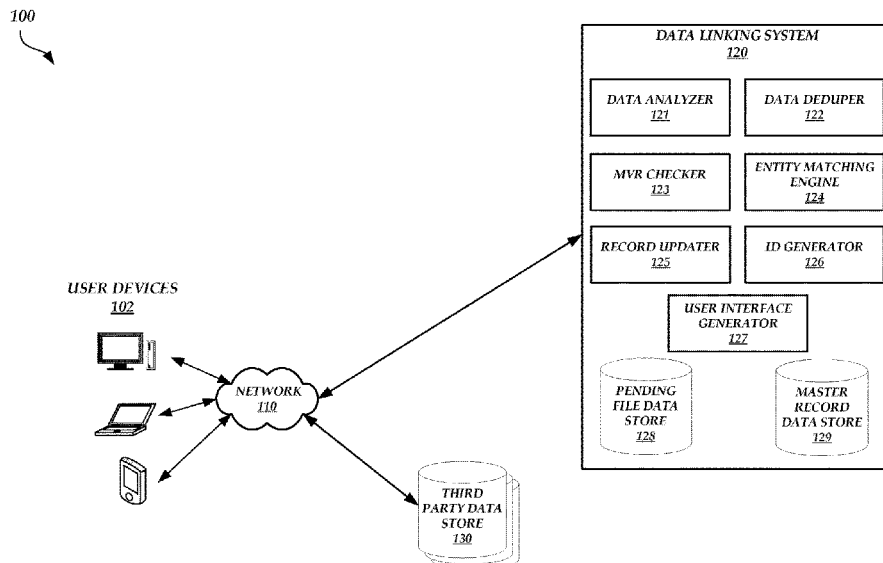 100
DATA LINKING SYSTEM
120
DATA ANALYZER
121
DATA DEDUPER
122
MVR CHECKER
123
ENTITY MATCHING
ENGINE
124
RECORD UPDATER
125
ID GENERATOR
126
USER INTERFACE
GENERATOR
127
PENDING
FILE DATA
STORE
128
MASTER
RECORD
DATA STORE
129
USER DEVICES
102
NETWORK
110
THIRD
PARTY DATA
STORE
130